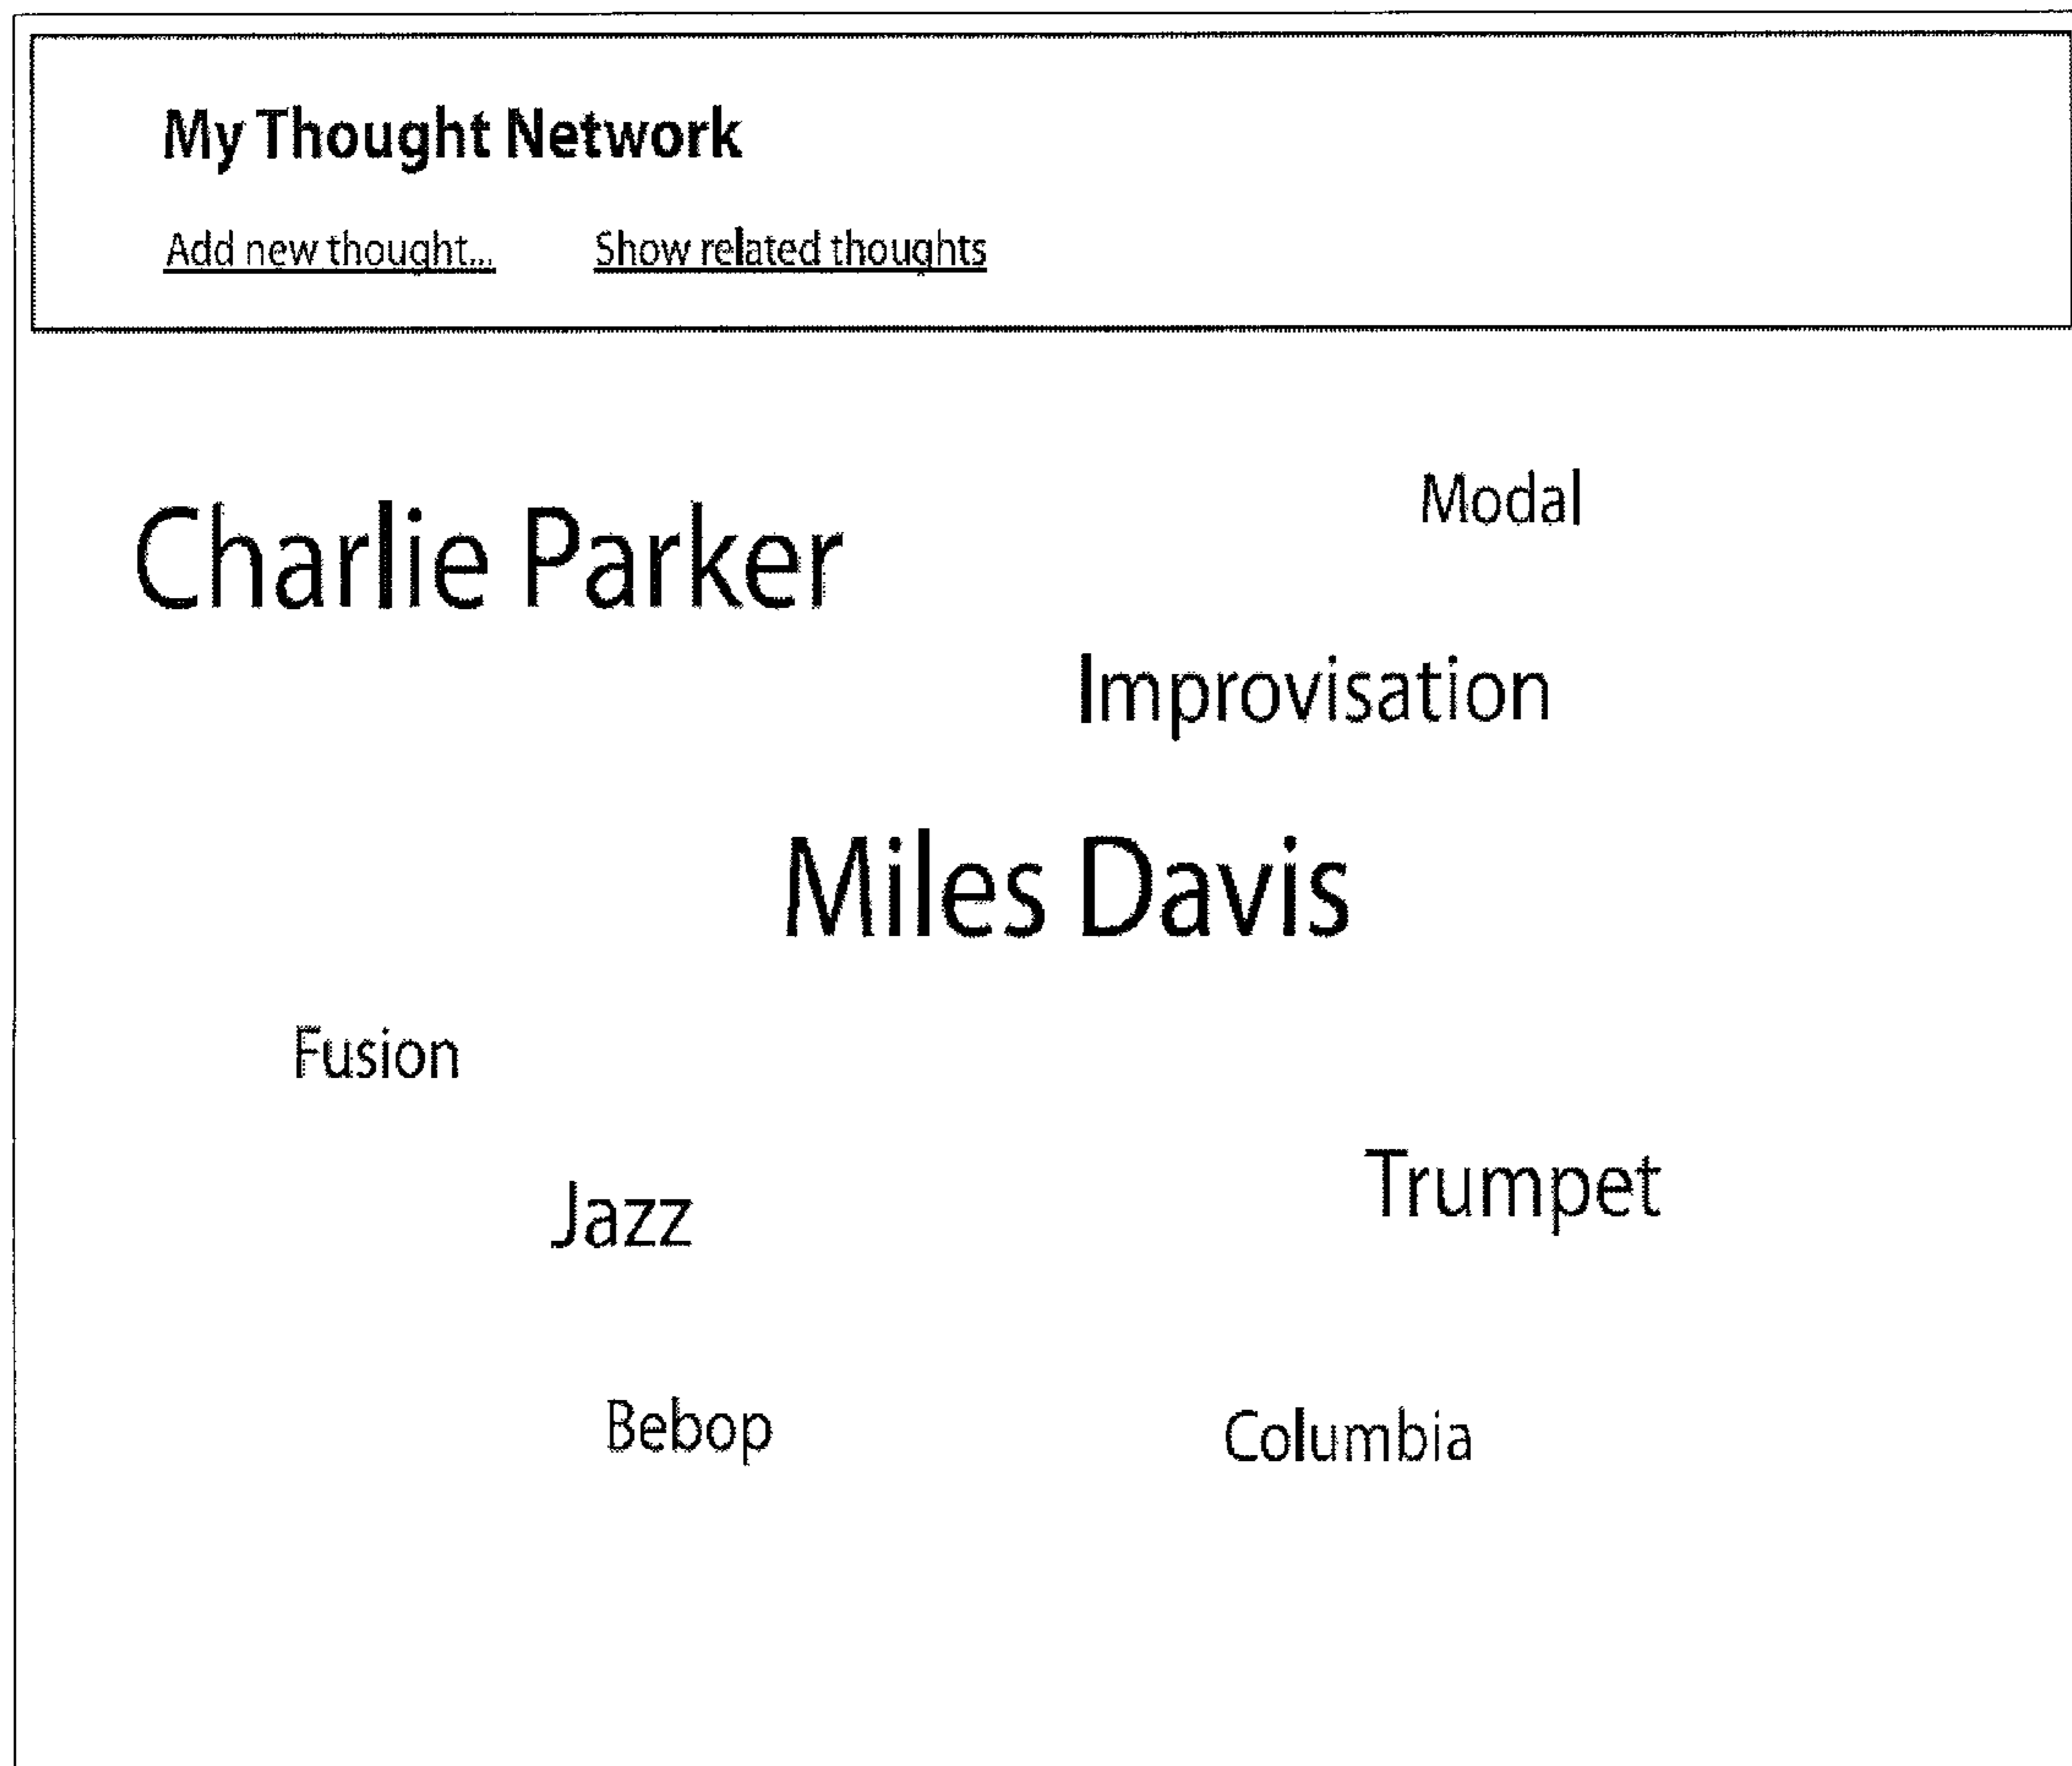 My Thought Network
Add new thought... Show related thoughts
Modal
Charlie Parker
Improvisation
Miles Davis
Fusion
Trumpet
Jazz
Bebop
Columbia